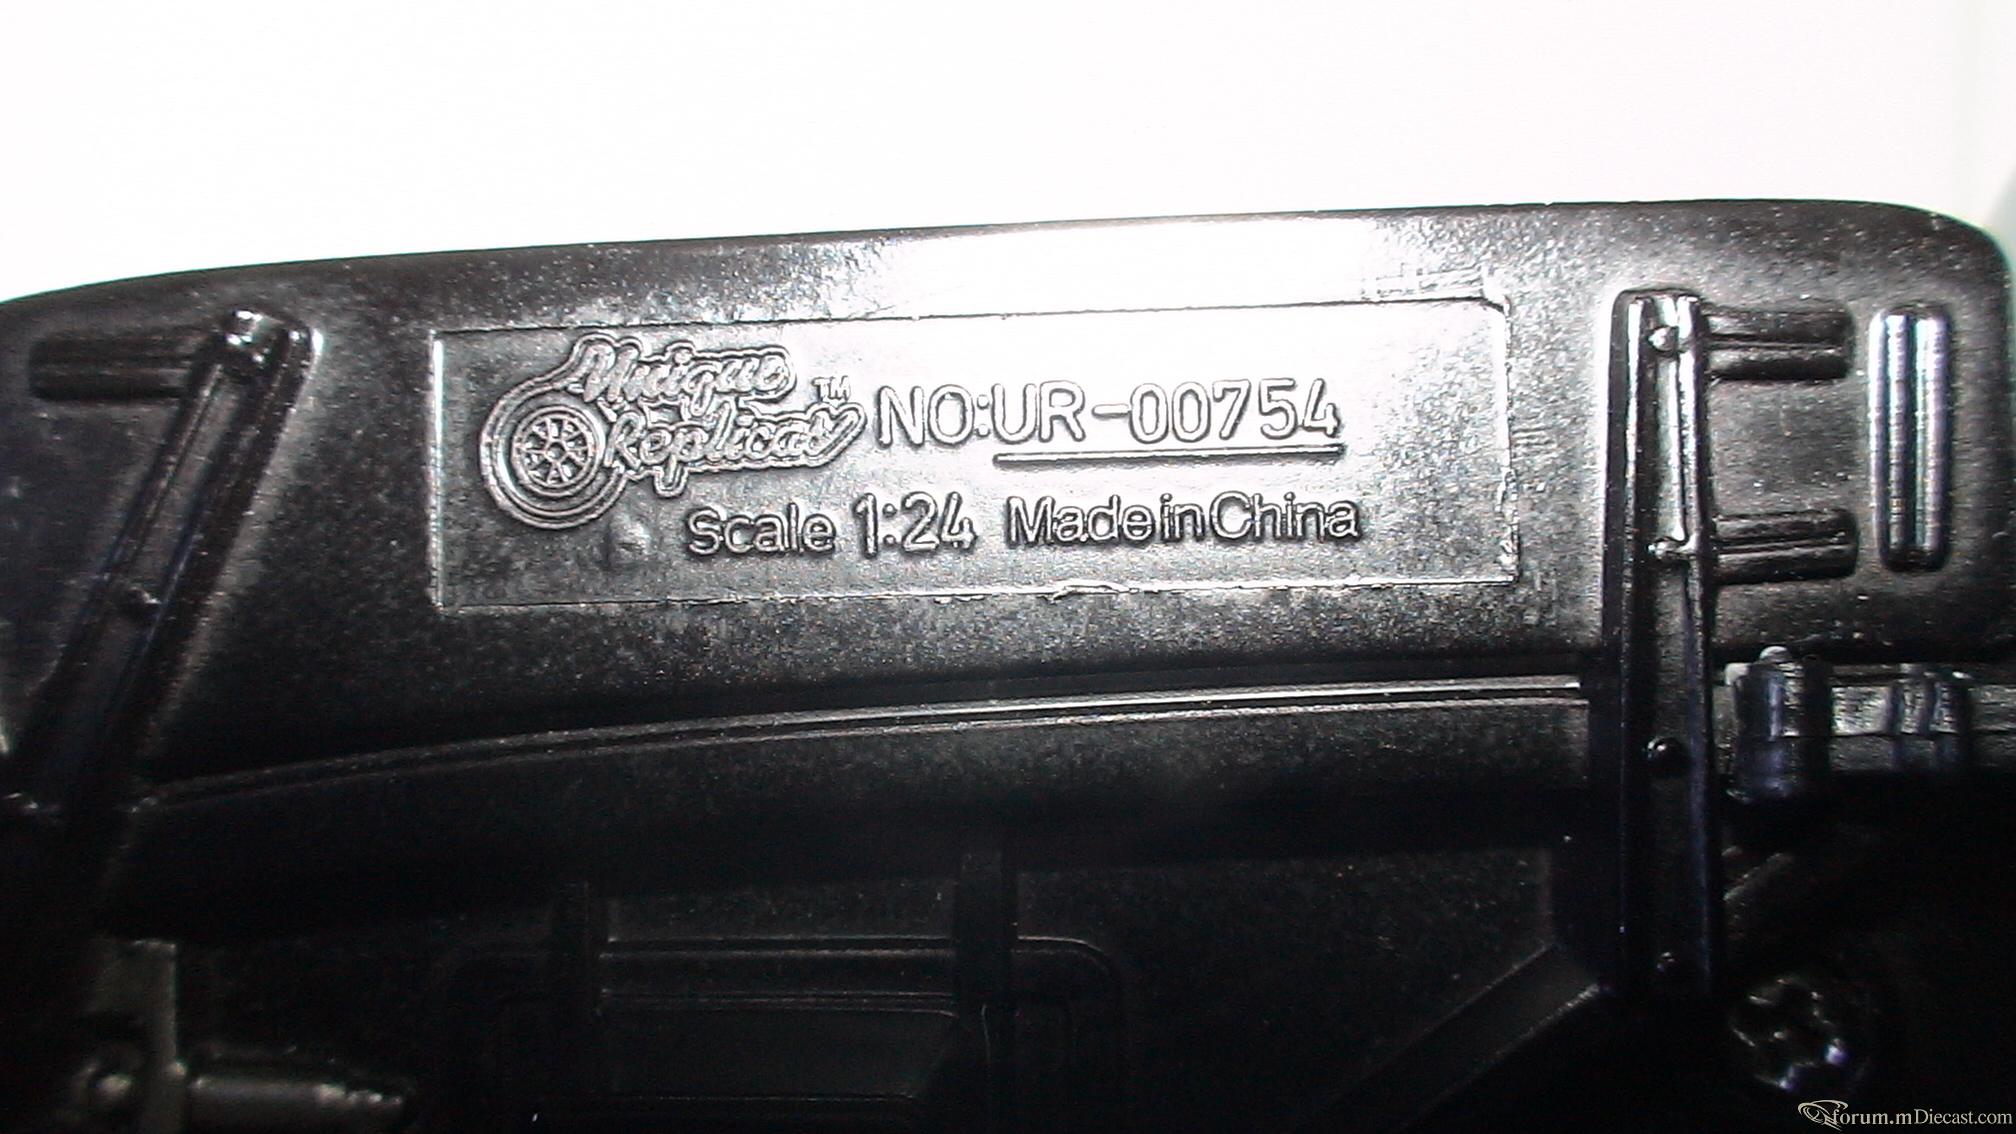 Unique
Replicas™ NO:UR-00754
Scale 1:24 Made in China
forum.mDiecast.com